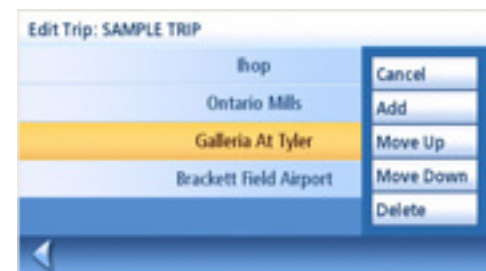 Edit Trip: SAMPLE TRIP
Ihop
Ontario Mills
Galleria At Tyler
Brackett Field Airport
Cancel
Add
Move Up
Move Down
Delete